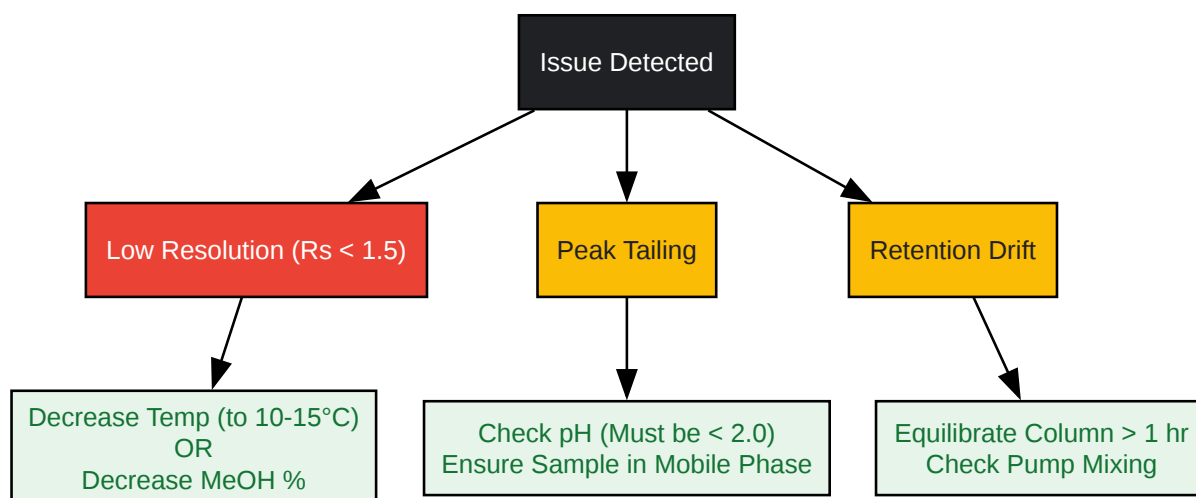 Issue Detected
Low Resolution (Rs < 1.5)
Peak Tailing
Retention Drift
Decrease Temp (to 10-15°C)
OR
Decrease MeOH %
Check pH (Must be < 2.0)
Ensure Sample in Mobile Phase
Equilibrate Column > 1 hr
Check Pump Mixing